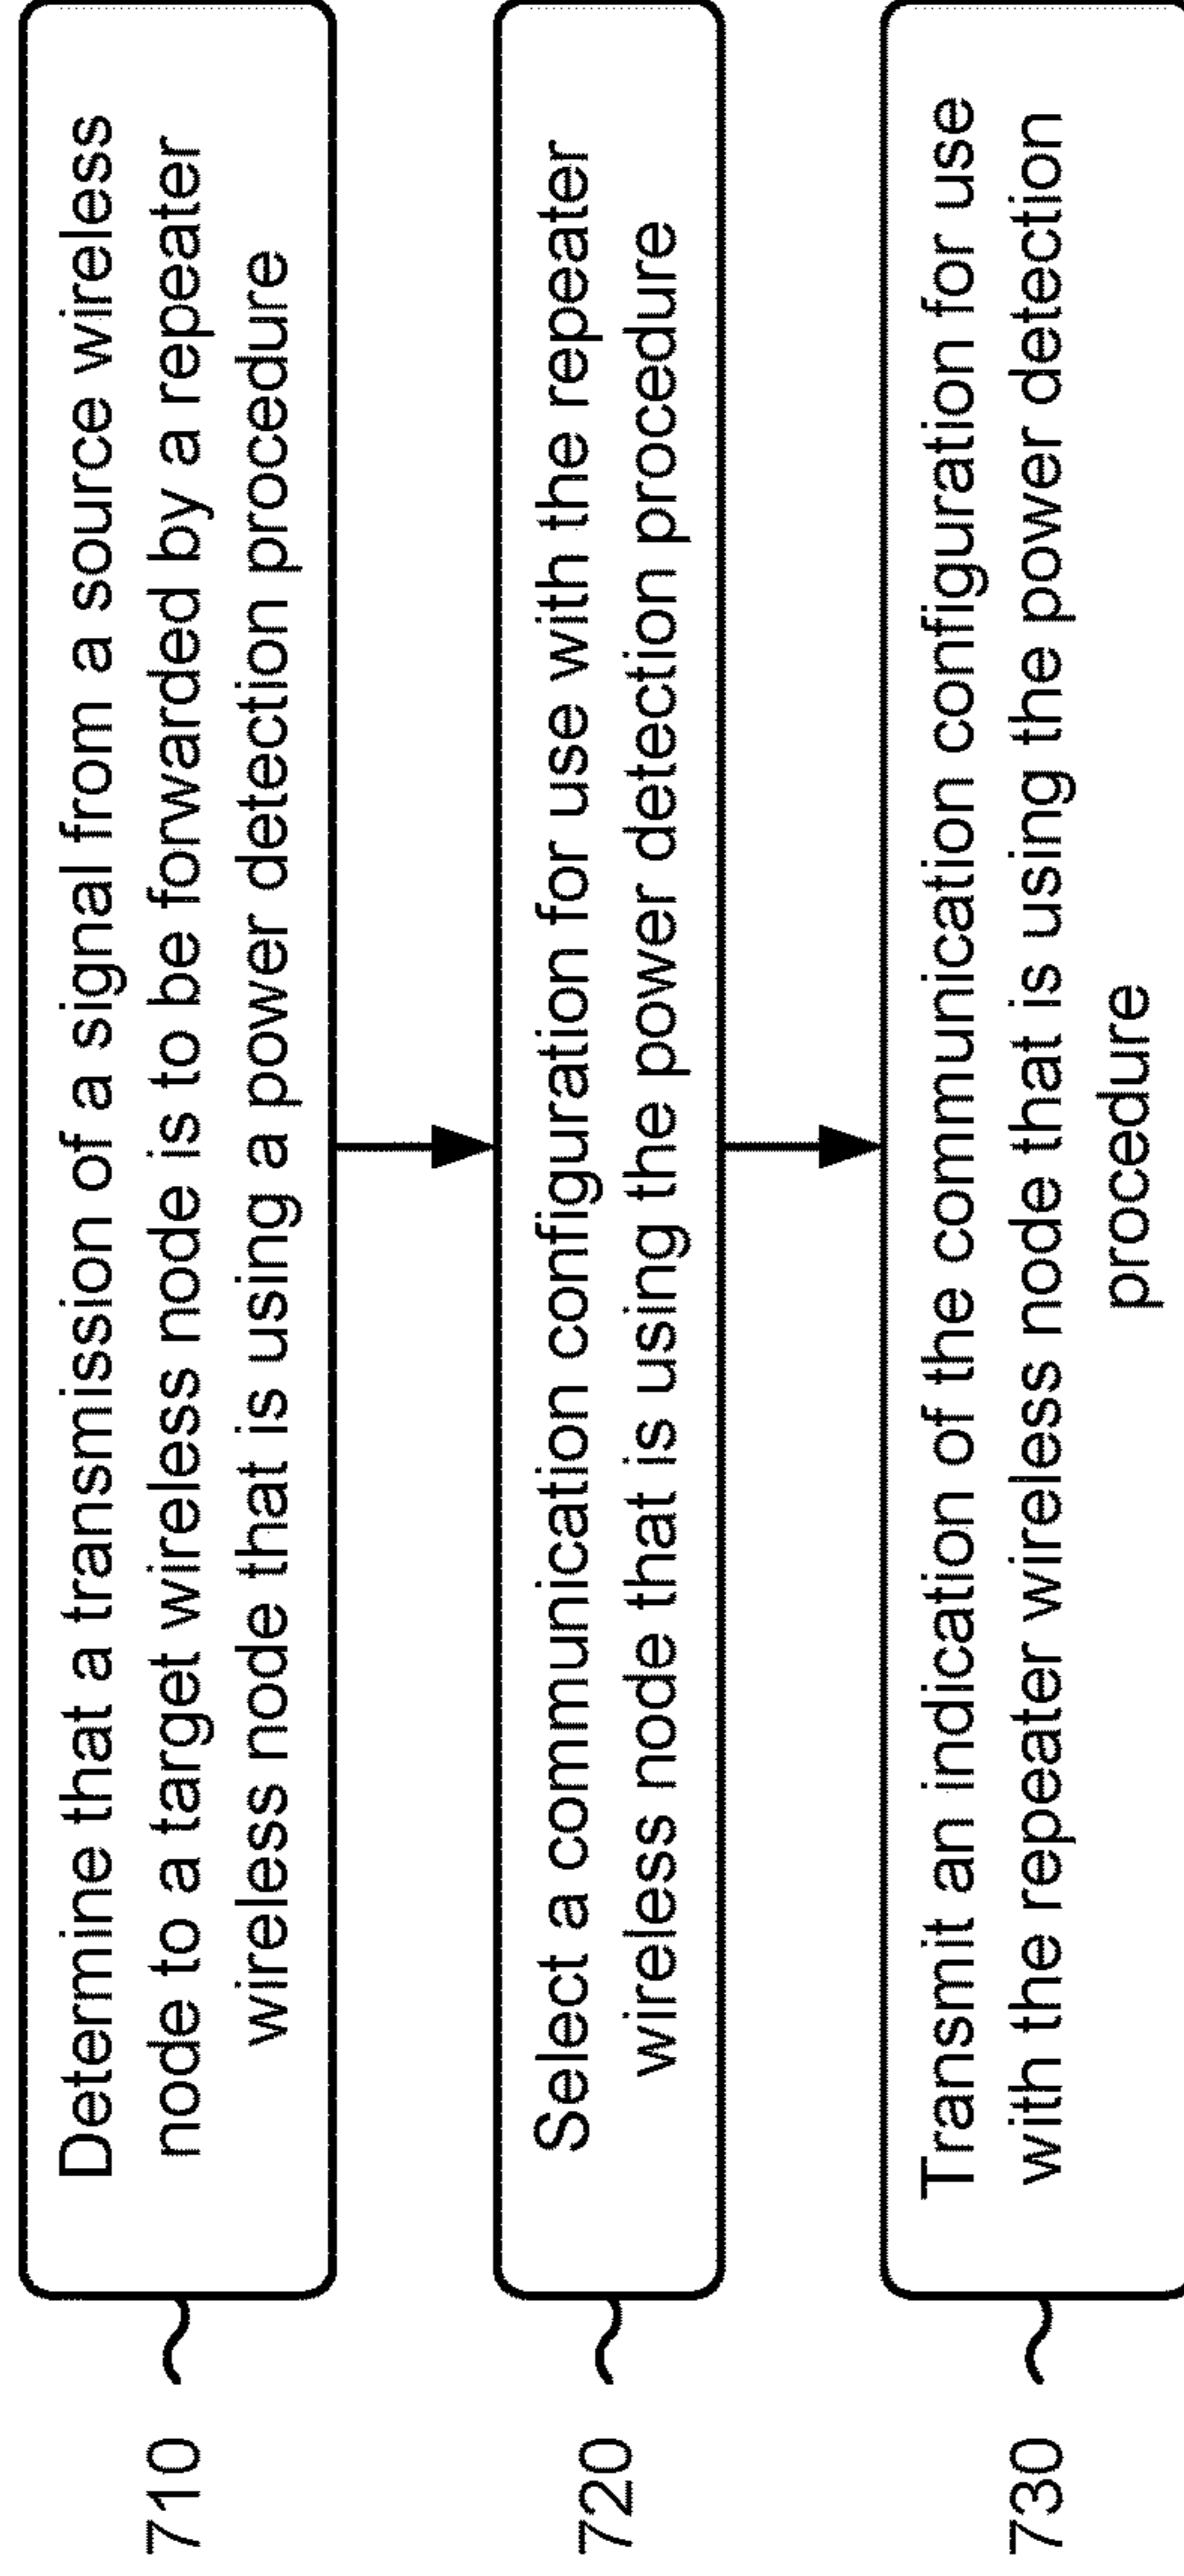 710
Determine that a transmission of a signal from a source wireless
node to a target wireless node is to be forwarded by a repeater
wireless node that is using a power detection procedure
720
Select a communication configuration for use with the repeater
wireless node that is using the power detection procedure
730
Transmit an indication of the communication configuration for use
with the repeater wireless node that is using the power detection
procedure